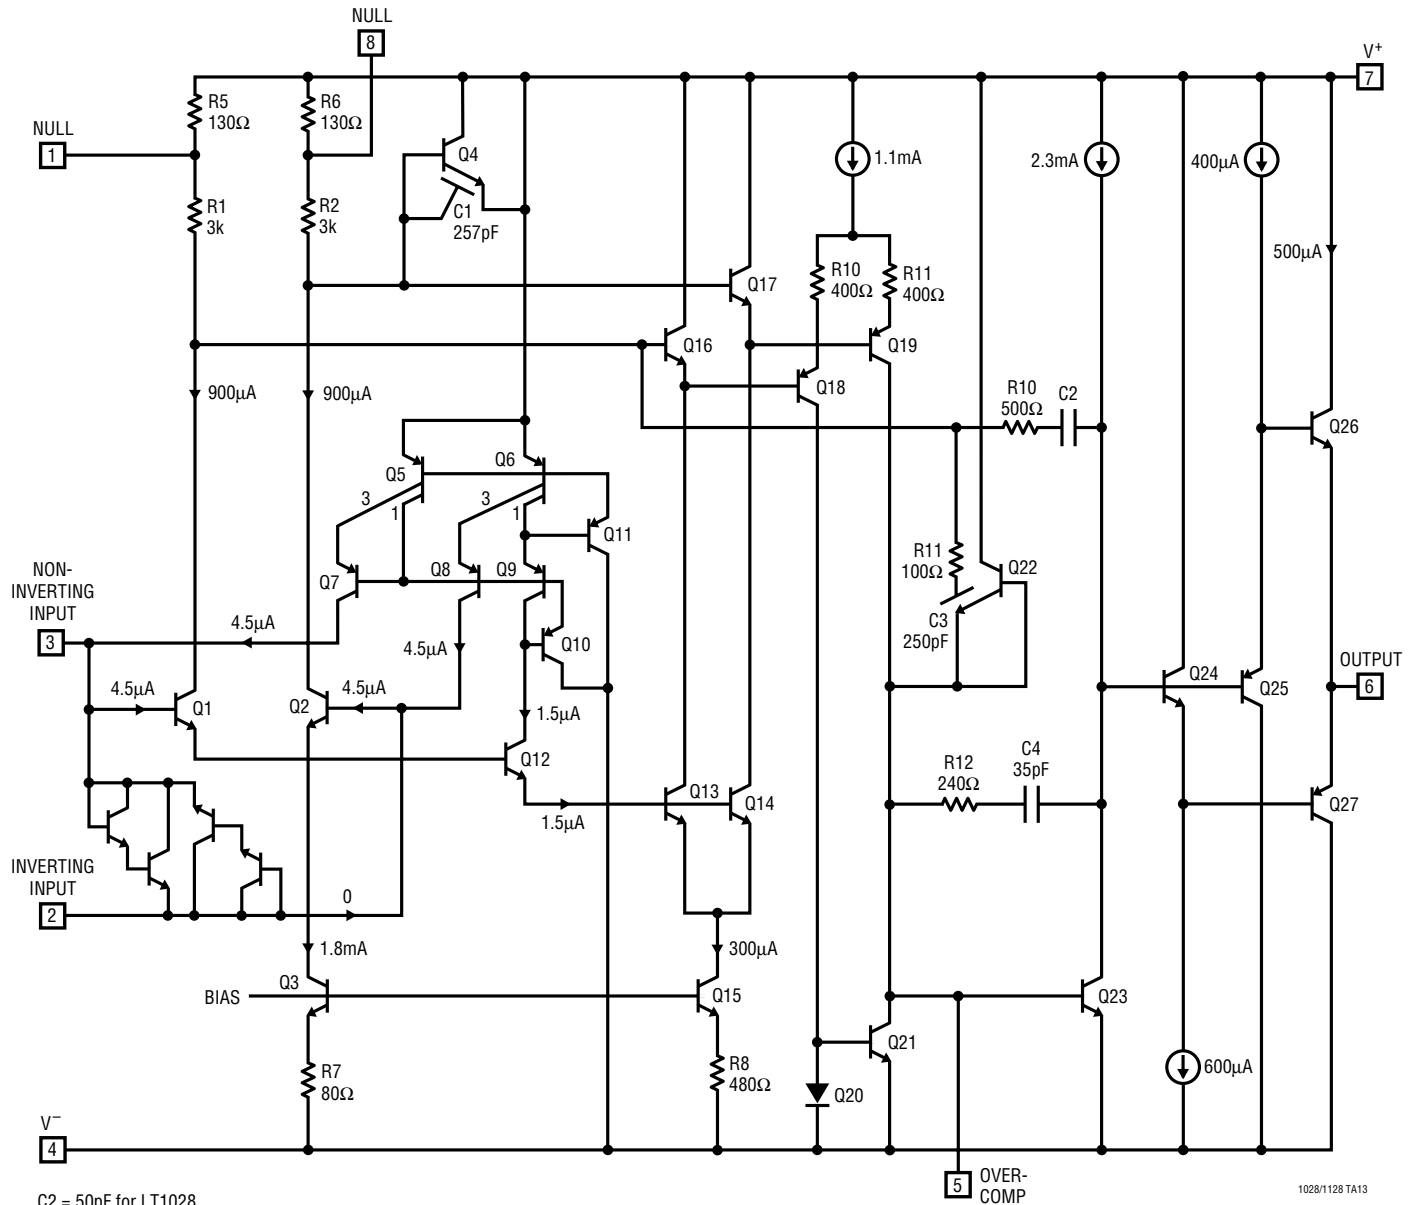 NULL
8
V+
7
R5
130Ω
R6
130Ω
NULL
1
Q4
1.1mA
2.3mA
400µA
R1
3k
R2
3k
C1
257pF
500µA
R10
400Ω
R11
400Ω
Q17
Q16
Q19
Q18
900µA
900µA
R10
500Ω
C2
Q26
Q5
Q6
3
1
3
1
Q11
R11
100Ω
Q22
NON-
INVERTING
INPUT
3
Q7
Q8
Q9
C3
250pF
4.5µA
4.5µA
Q10
OUTPUT
6
Q24
Q25
4.5µA
4.5µA
Q1
Q2
1.5µA
Q12
C4
35pF
R12
240Ω
Q13
Q14
Q27
1.5µA
INVERTING
INPUT
2
0
1.8mA
300µA
Q3
BIAS
Q15
Q23
Q21
R7
80Ω
R8
480Ω
600µA
Q20
V–
4
5
OVER-
COMP
1028/1128 TA13
C2 = 50pF for LT1028